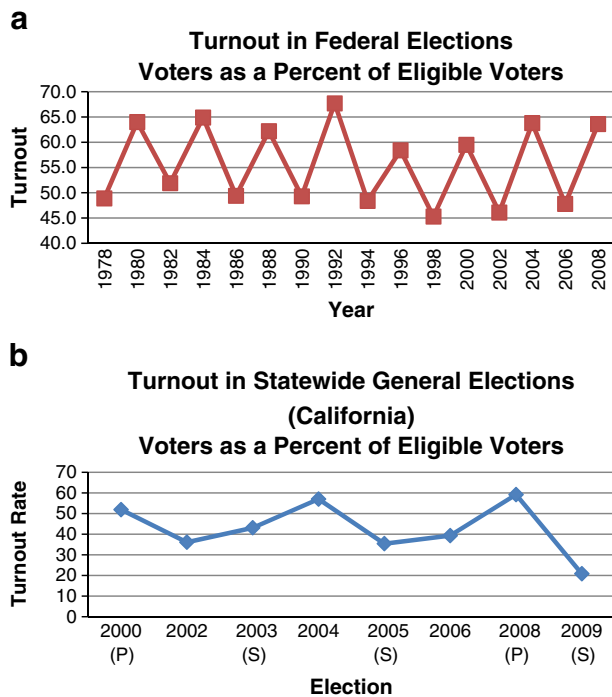 a
Turnout in Federal Elections
Voters as a Percent of Eligible Voters
70.0
65.0
60.0
55.0
50.0
45.0
40.0
Turnout
1978 1980 1982 1984 1986 1988 1990 1992 1994 1996 1998 2000 2002 2004 2006 2008
Year
b
Turnout in Statewide General Elections
(California)
Voters as a Percent of Eligible Voters
70
60
50
40
30
20
10
0
Turnout Rate
2000 2002 2003 2004 2005 2006 2008 2009
(P) (S) (S) (P) (S)
Election